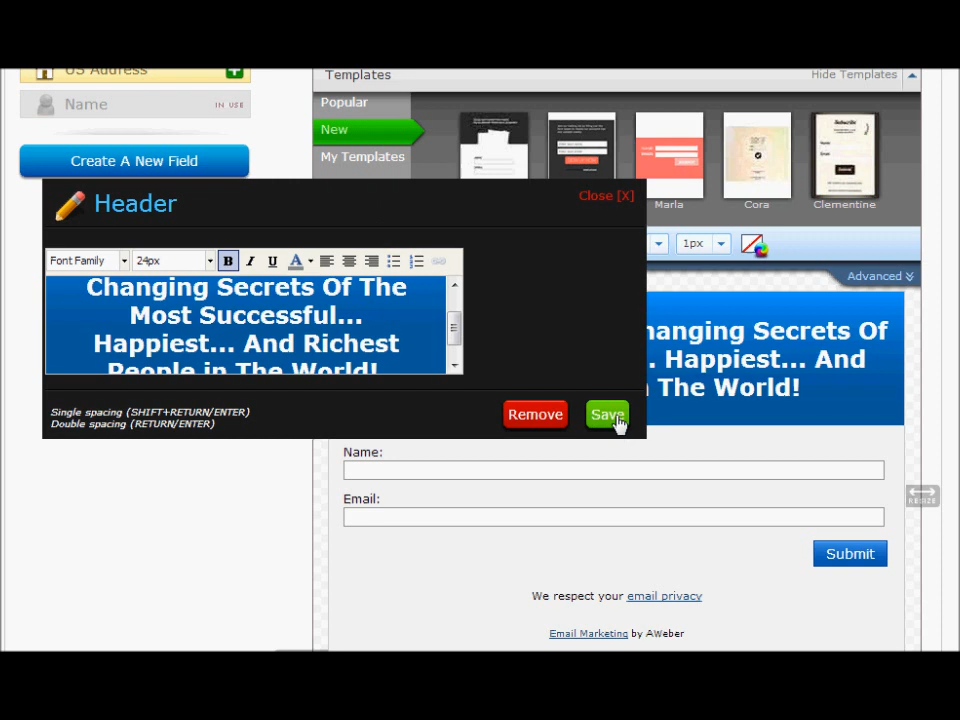 US Address
Name IN USE
Create A New Field
Templates Hide Templates
Popular
New
My Templates
Marla
Cora
Clementine
1px
Advanced
Header
Close [X]
Font Family 24px B I U A
Changing Secrets Of The
Most Successful...
Happiest... And Richest
People in The World!
Single spacing (SHIFT+RETURN/ENTER)
Double spacing (RETURN/ENTER)
Remove Save
hanging Secrets Of
. Happiest... And
The World!
Name:
Email:
RESIZE
Submit
We respect your email privacy
Email Marketing by AWeber